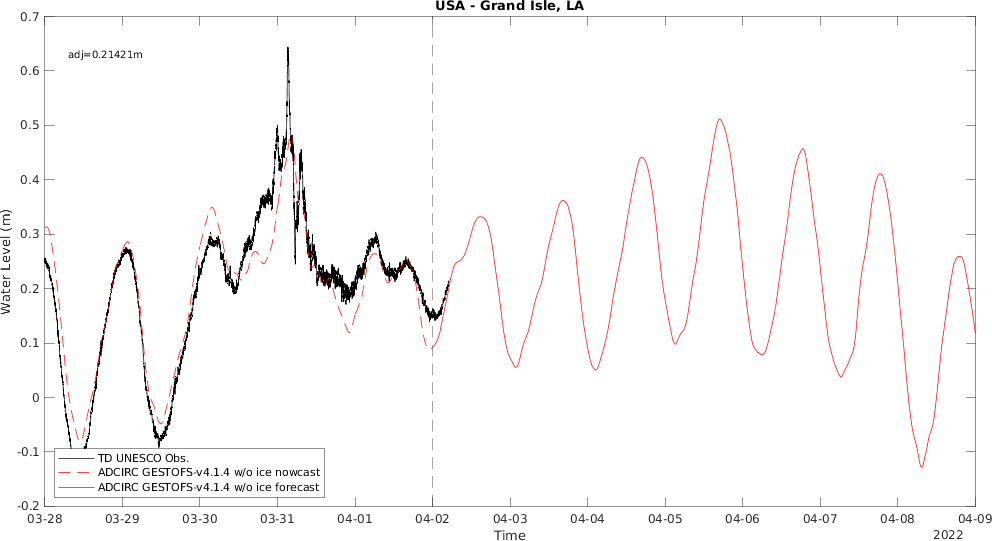 USA - Grand Isle, LA
adj=0.21421m
Water Level (m)
0.7
0.6
0.5
0.4
0.3
0.2
0.1
0
-0.1
-0.2
TD UNESCO Obs.
ADCIRC GESTOFS-v4.1.4 w/o ice nowcast
ADCIRC GESTOFS-v4.1.4 w/o ice forecast
03-28 03-29 03-30 03-31 04-01 04-02 04-03 04-04 04-05 04-06 04-07 04-08 04-09
Time
2022